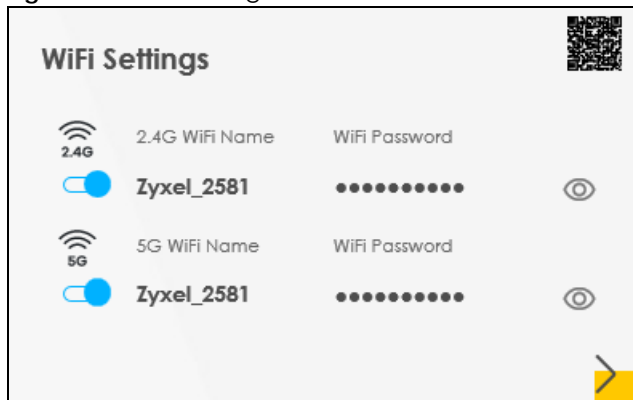 WiFi Settings
2.4G
2.4G WiFi Name WiFi Password
Zyxel_2581 ●●●●●●●●●●
5G
5G WiFi Name WiFi Password
Zyxel_2581 ●●●●●●●●●●